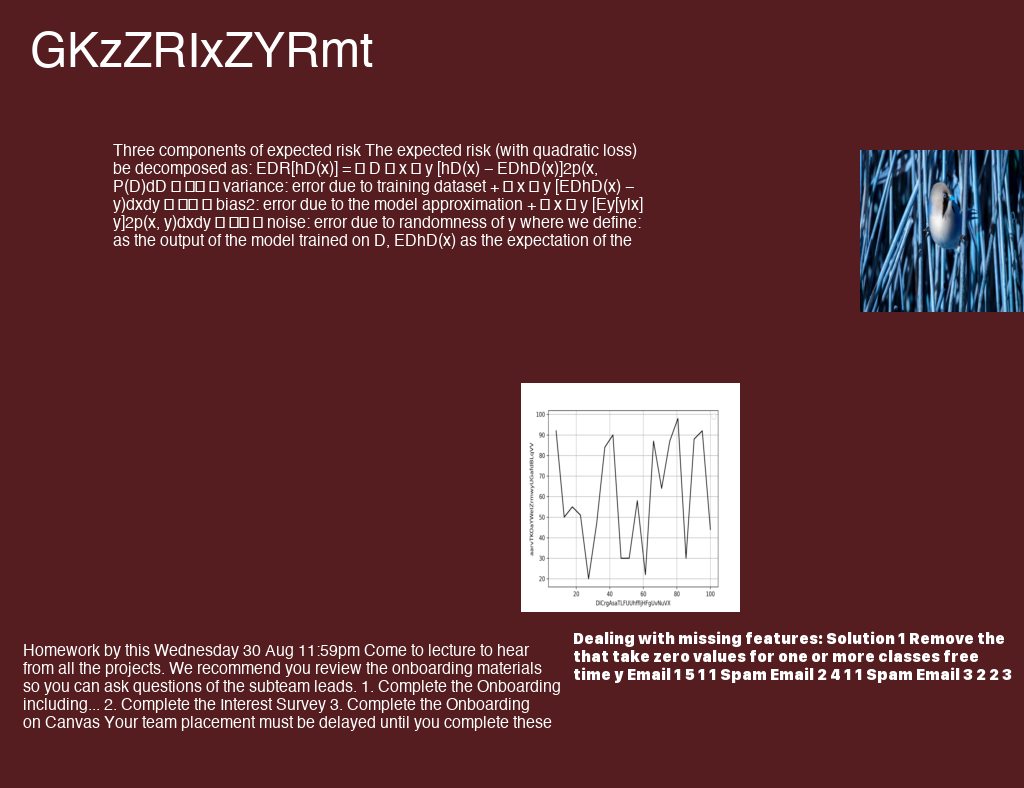 GKzZRIxZYRmt
Three components of expected risk The expected risk (with quadratic loss)
be decomposed as: EDR[hD(x)] = □ D □ x □ y [hD(x) – EDhD(x)]2p(x,
P(D)dD □ □□ □ variance: error due to training dataset + □ x □ y [EDhD(x) –
y)dxdy □ □□ □ bias2: error due to the model approximation + □ x □ y [Ey[y|x]
y]2p(x, y)dxdy □ □□ □ noise: error due to randomness of y where we define:
as the output of the model trained on D, EDhD(x) as the expectation of the
100
90
80
70
60
50
40
30
20
20 40 60 80 100
Homework by this Wednesday 30 Aug 11:59pm Come to lecture to hear
from all the projects. We recommend you review the onboarding materials
so you can ask questions of the subteam leads. 1. Complete the Onboarding
including... 2. Complete the Interest Survey 3. Complete the Onboarding
on Canvas Your team placement must be delayed until you complete these
Dealing with missing features: Solution 1 Remove the
that take zero values for one or more classes free
time y Email 1 5 1 1 Spam Email 2 4 1 1 Spam Email 3 2 2 3